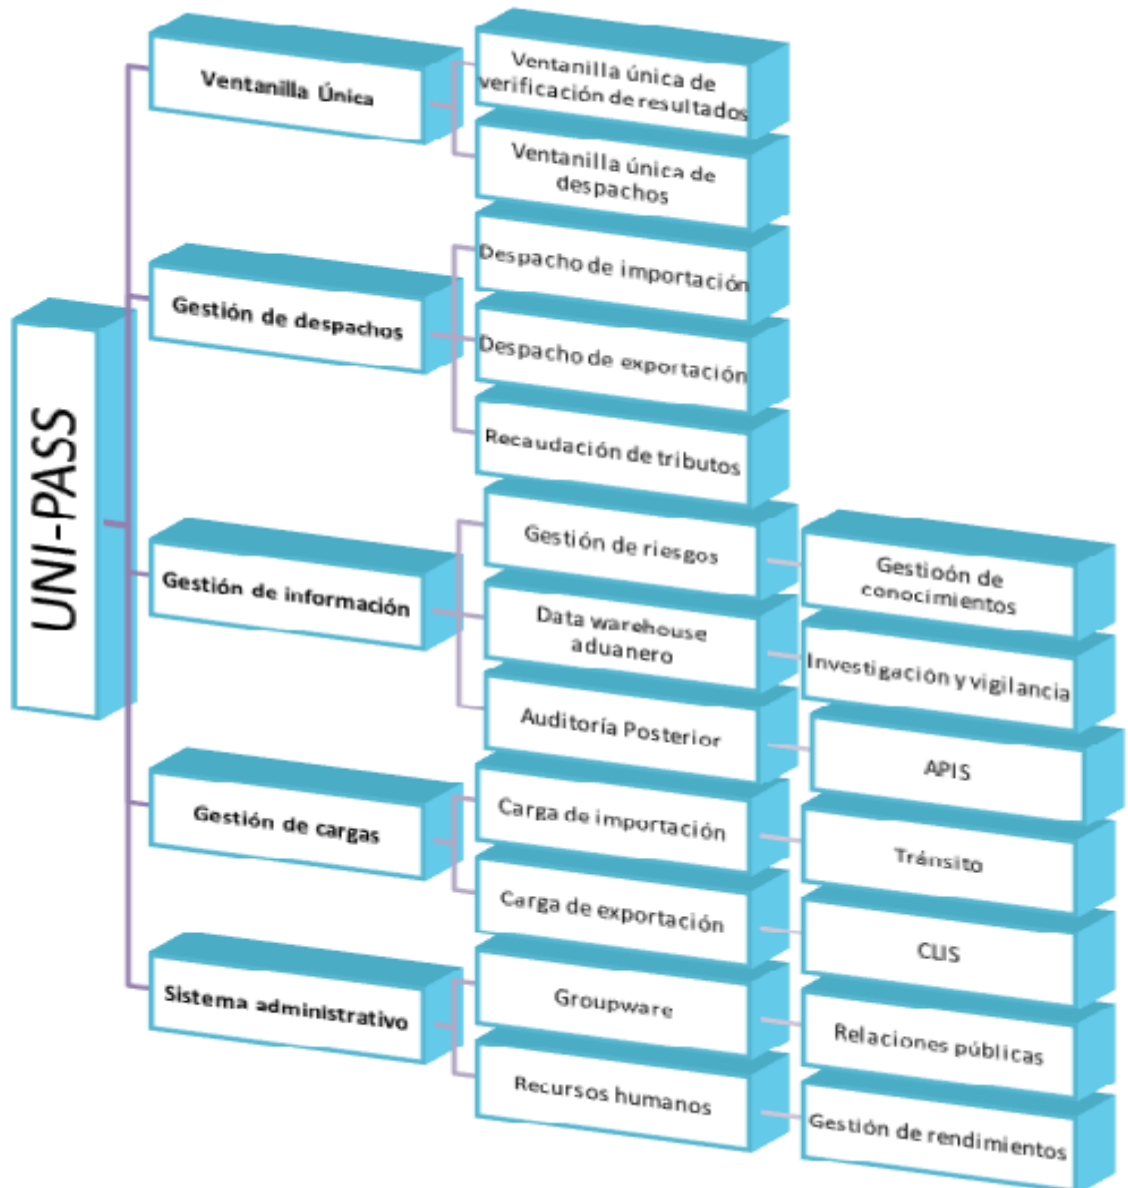 UNI-PASS
Ventanilla Única
Ventanilla única de
verificación de resultados
Ventanilla única de
despachos
Gestión de despachos
Despacho de importación
Despacho de exportación
Recaudación de tributos
Gestión de información
Gestión de riesgos
Gestioón de
conocimientos
Data warehouse
aduanero
Investigación y vigilancia
Auditoría Posterior
APIS
Gestión de cargas
Carga de importación
Tránsito
Carga de exportación
CLIS
Sistema administrativo
Groupware
Relaciones públicas
Recursos humanos
Gestión de rendimientos